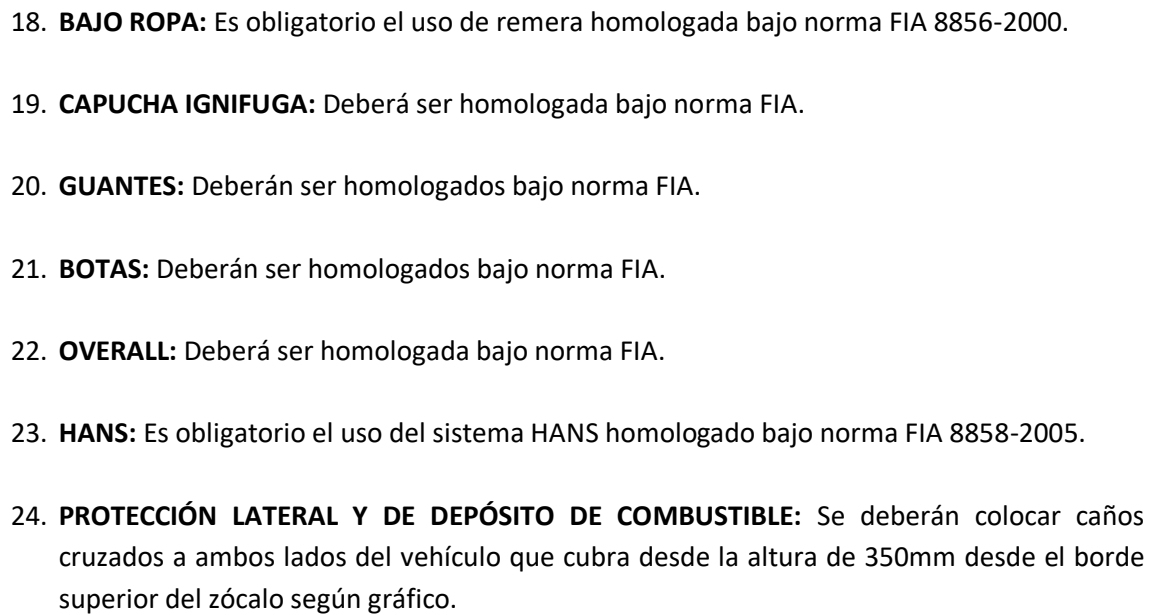 18. BAJO ROPA: Es obligatorio el uso de remera homologada bajo norma FIA 8856-2000.
19. CAPUCHA IGNIFUGA: Deberá ser homologada bajo norma FIA.
20. GUANTES: Deberán ser homologados bajo norma FIA.
21. BOTAS: Deberán ser homologados bajo norma FIA.
22. OVERALL: Deberá ser homologada bajo norma FIA.
23. HANS: Es obligatorio el uso del sistema HANS homologado bajo norma FIA 8858-2005.
24. PROTECCIÓN LATERAL Y DE DEPÓSITO DE COMBUSTIBLE: Se deberán colocar caños
cruzados a ambos lados del vehículo que cubra desde la altura de 350mm desde el borde
superior del zócalo según gráfico.